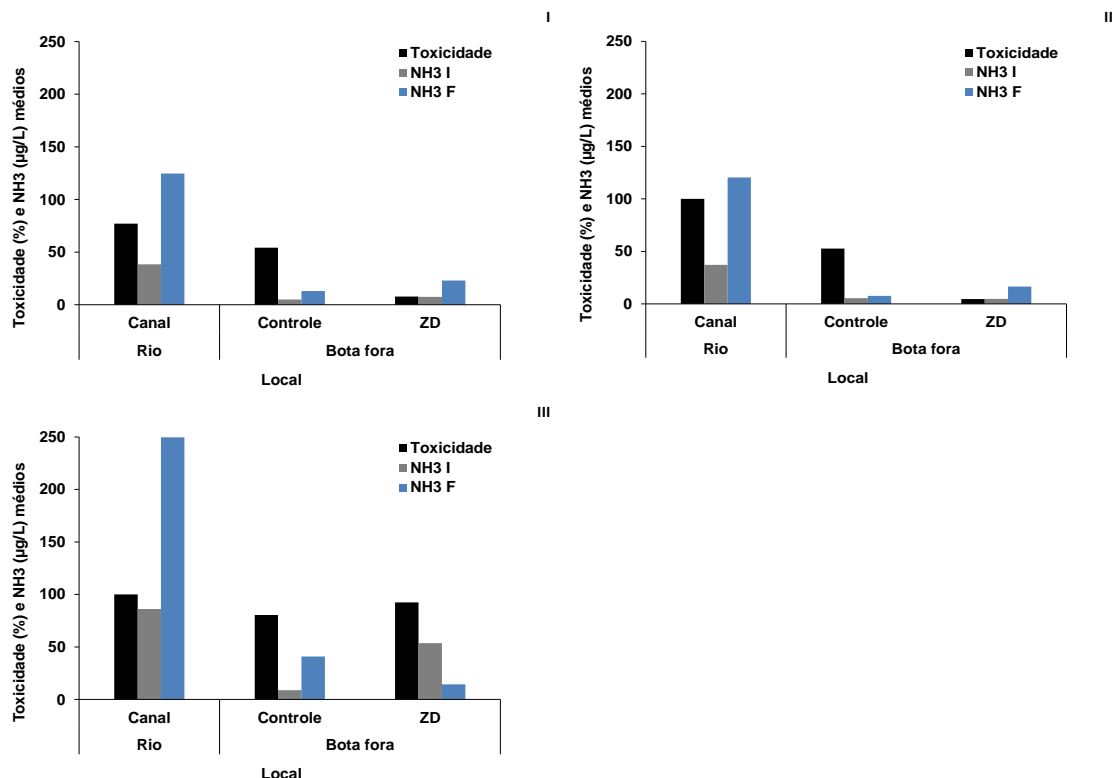 I
Toxicidade (%) e NH3 (µg/L) médios
250
200
150
100
50
0
Toxicidade
NH3 I
NH3 F
Canal
Controle
ZD
Rio
Bota fora
Local
II
Toxicidade (%) e NH3 (µg/L) médios
250
200
150
100
50
0
Toxicidade
NH3 I
NH3 F
Canal
Controle
ZD
Rio
Bota fora
Local
III
Toxicidade (%) e NH3 (µg/L) médios
250
200
150
100
50
0
Toxicidade
NH3 I
NH3 F
Canal
Controle
ZD
Rio
Bota fora
Local